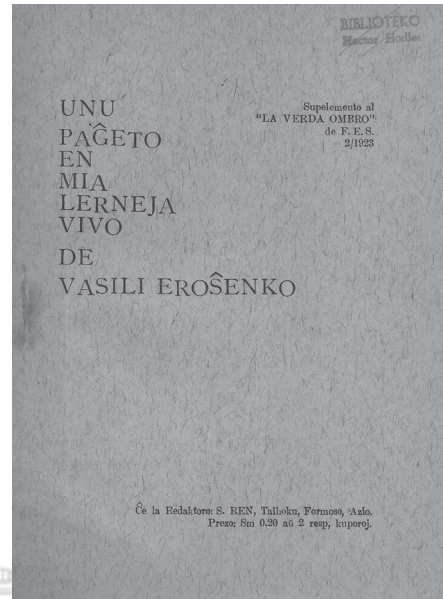 BIBLIOTEKO
Hector Hodler
UNU
PAĜETO
EN
MIA
LERNEJA
VIVO
DE
VASILI EROŜENKO
Supelemento al
"LA VERDA OMBRO"
de F. E. S.
2/1923
Ĉe la Redaktoro: S. REN, Taihoku, Formoso, Azio.
Prezo: Sm 0.20 aŭ 2 resp, kuporoj.